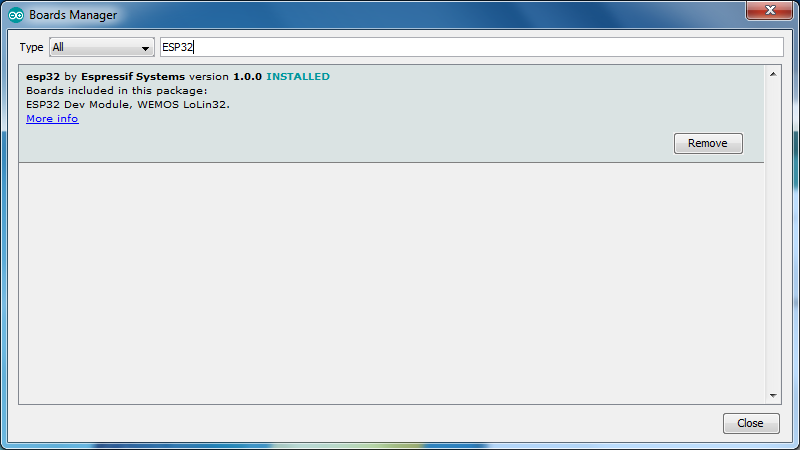 Boards Manager
Type All ESP32
esp32 by Espressif Systems version 1.0.0 INSTALLED
Boards included in this package:
ESP32 Dev Module, WEMOS LoLin32.
More info
Remove
Close